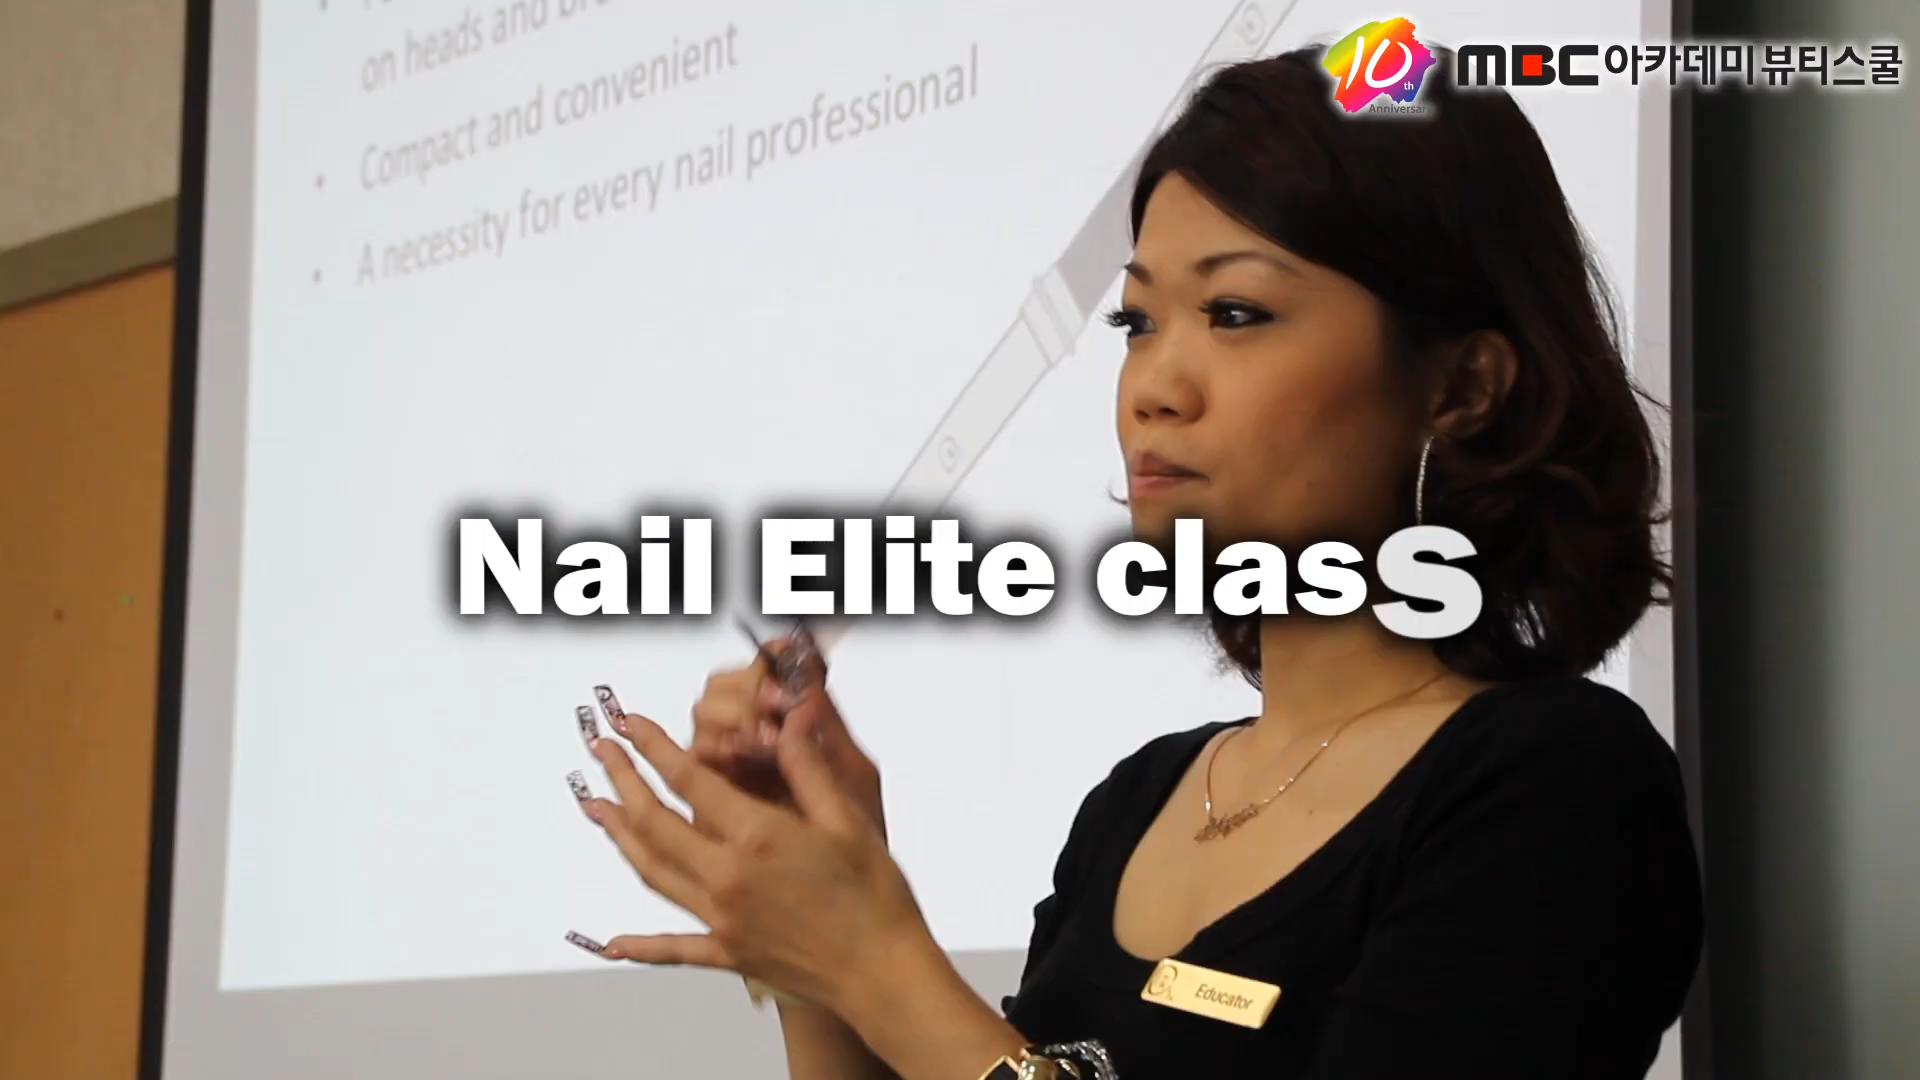 on heads and
• Compact and convenient
• A necessity for every nail professional
10th
Anniversar
MBC아카데미뷰티스쿨
Nail Elite class
Educator